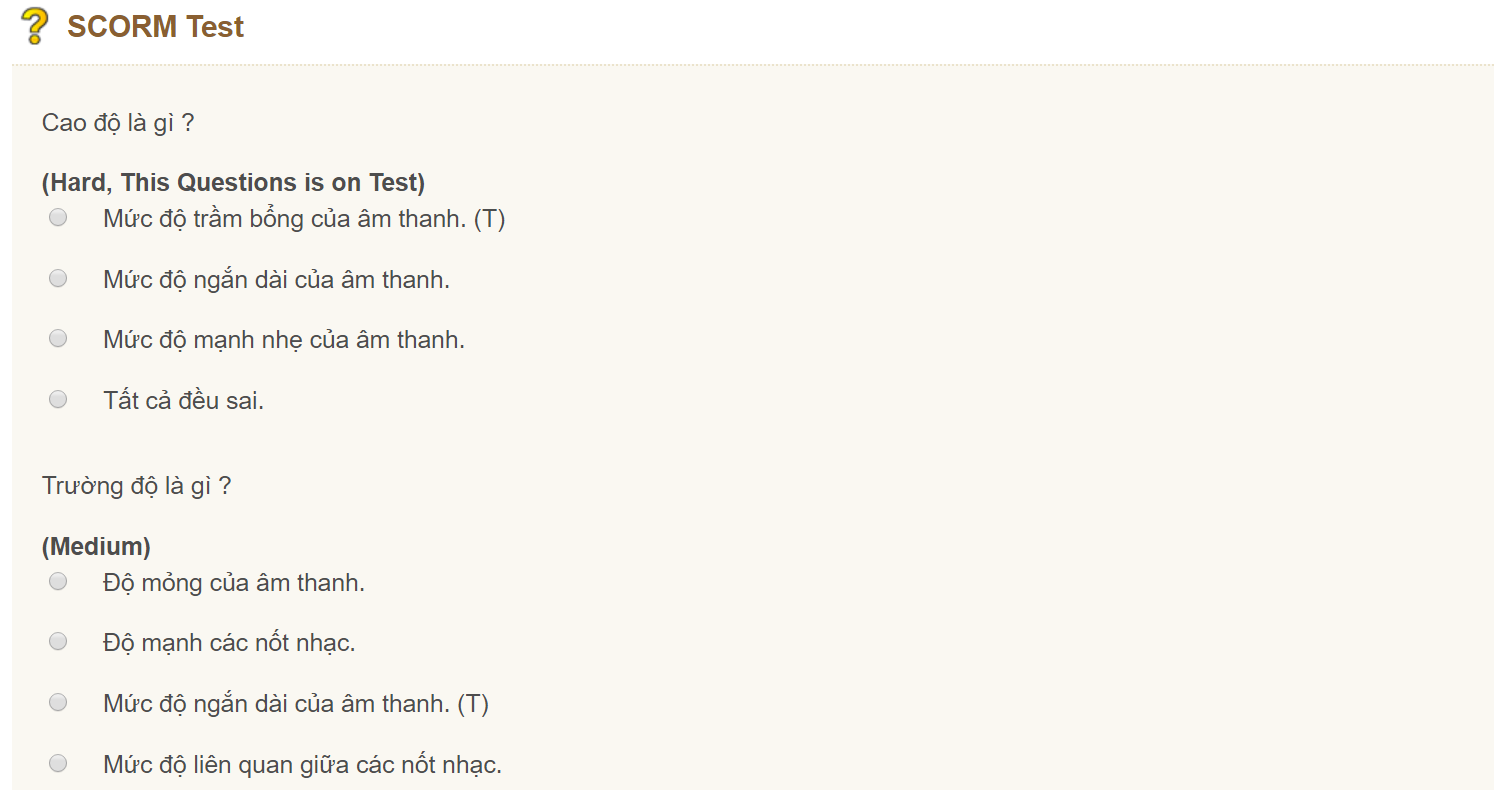 SCORM Test
Cao độ là gì ?
(Hard, This Questions is on Test)
Mức độ trầm bổng của âm thanh. (T)
Mức độ ngắn dài của âm thanh.
Mức độ mạnh nhẹ của âm thanh.
Tất cả đều sai.
Trường độ là gì ?
(Medium)
Độ mỏng của âm thanh.
Độ mạnh các nốt nhạc.
Mức độ ngắn dài của âm thanh. (T)
Mức độ liên quan giữa các nốt nhạc.